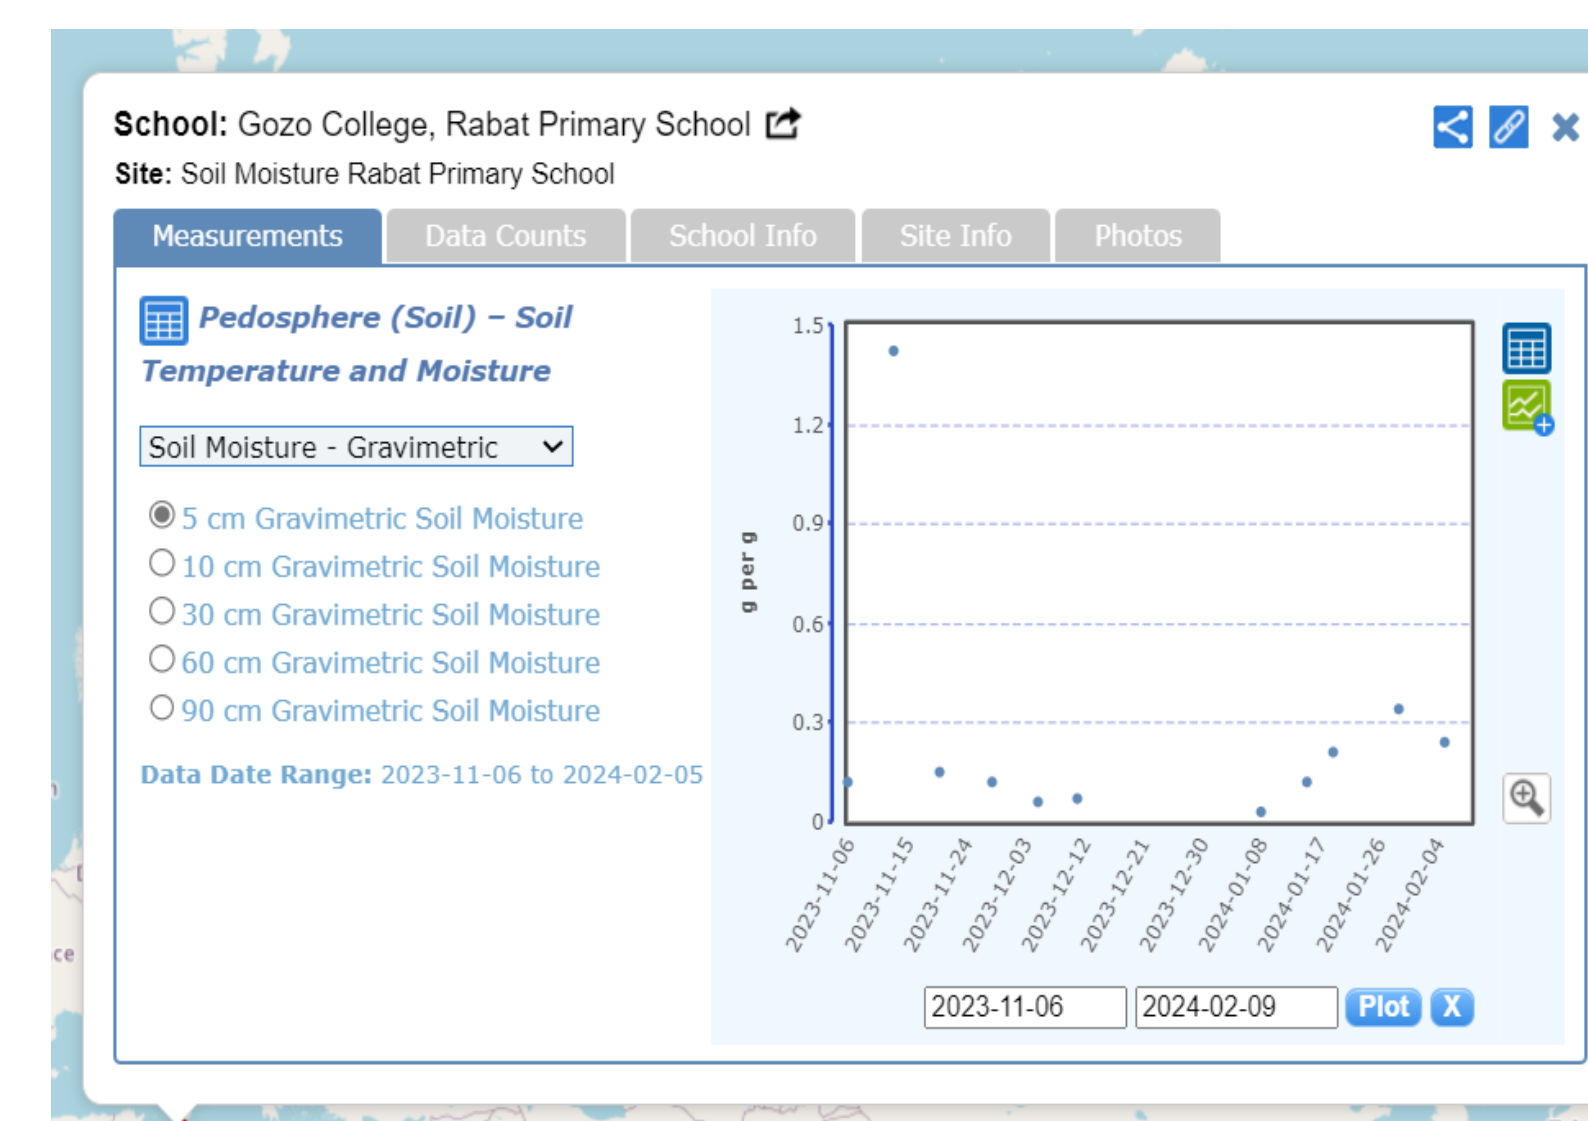 School: Gozo College, Rabat Primary School
Site: Soil Moisture Rabat Primary School
Measurements
Data Counts
School Info
Site Info
Photos
Pedosphere (Soil) – Soil
Temperature and Moisture
Soil Moisture - Gravimetric
5 cm Gravimetric Soil Moisture
10 cm Gravimetric Soil Moisture
30 cm Gravimetric Soil Moisture
60 cm Gravimetric Soil Moisture
90 cm Gravimetric Soil Moisture
Data Date Range: 2023-11-06 to 2024-02-05
g per g
1.5
1.2
0.9
0.6
0.3
0
2023-11-06
2023-11-15
2023-11-24
2023-12-03
2023-12-12
2023-12-21
2023-12-30
2024-01-08
2024-01-17
2024-01-26
2024-02-04
2023-11-06
2024-02-09
Plot
X
ce